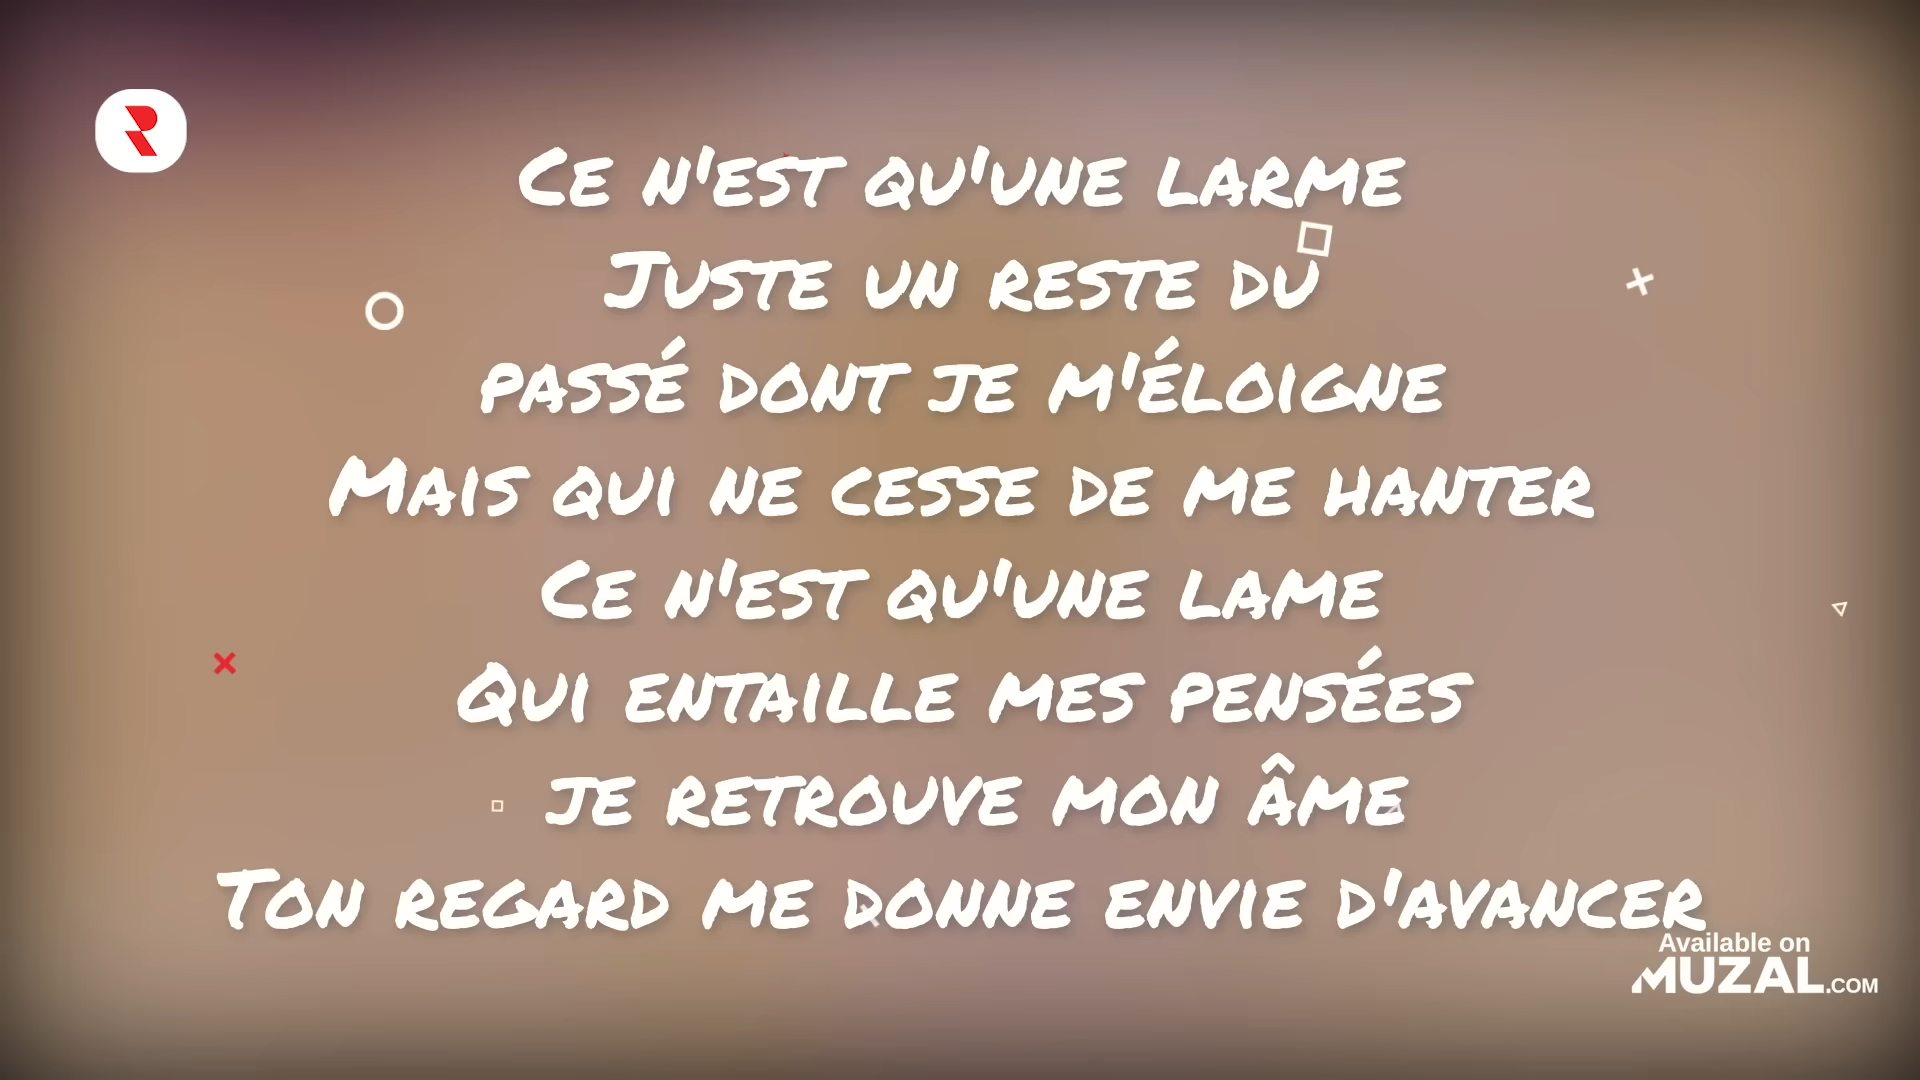 Ce n'est qu'une larme
Juste un reste du
passé dont je m'éloigne
Mais qui ne cesse de me hanter
Ce n'est qu'une lame
Qui entaille mes pensées
je retrouve mon âme
Ton regard me donne envie d'avancer
Available on
MUZAL.COM